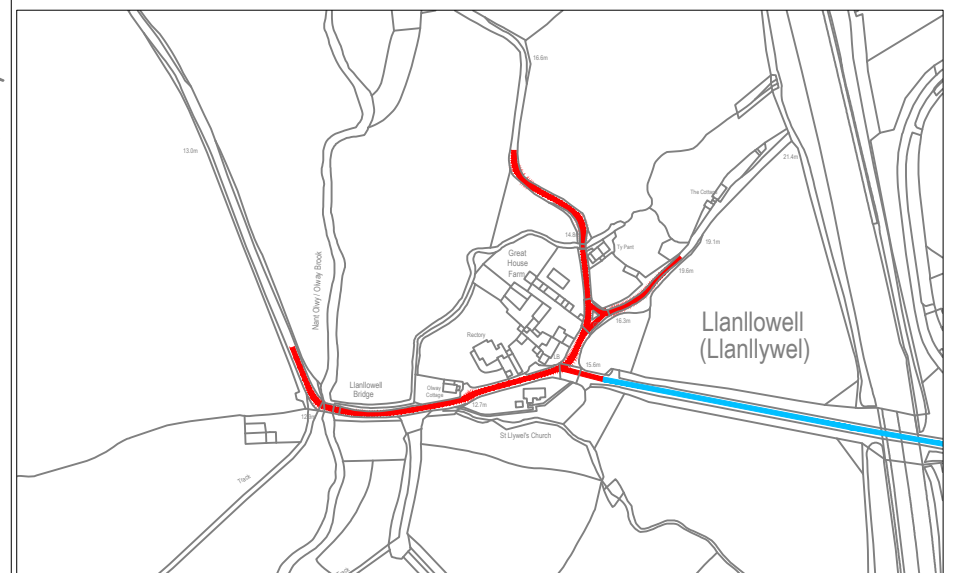 16.6m
13.0m
21.4m
The Cottage
14.8m
Ty Pant
19.1m
Great
House
Farm
19.6m
Nant Olwy / Olway Brook
16.3m
Llanllowell
(Llanllywel)
Rectory
LB
15.6m
Llanllowell
Bridge
Olway
Cottage
12.7m
St Llywel's Church
Track